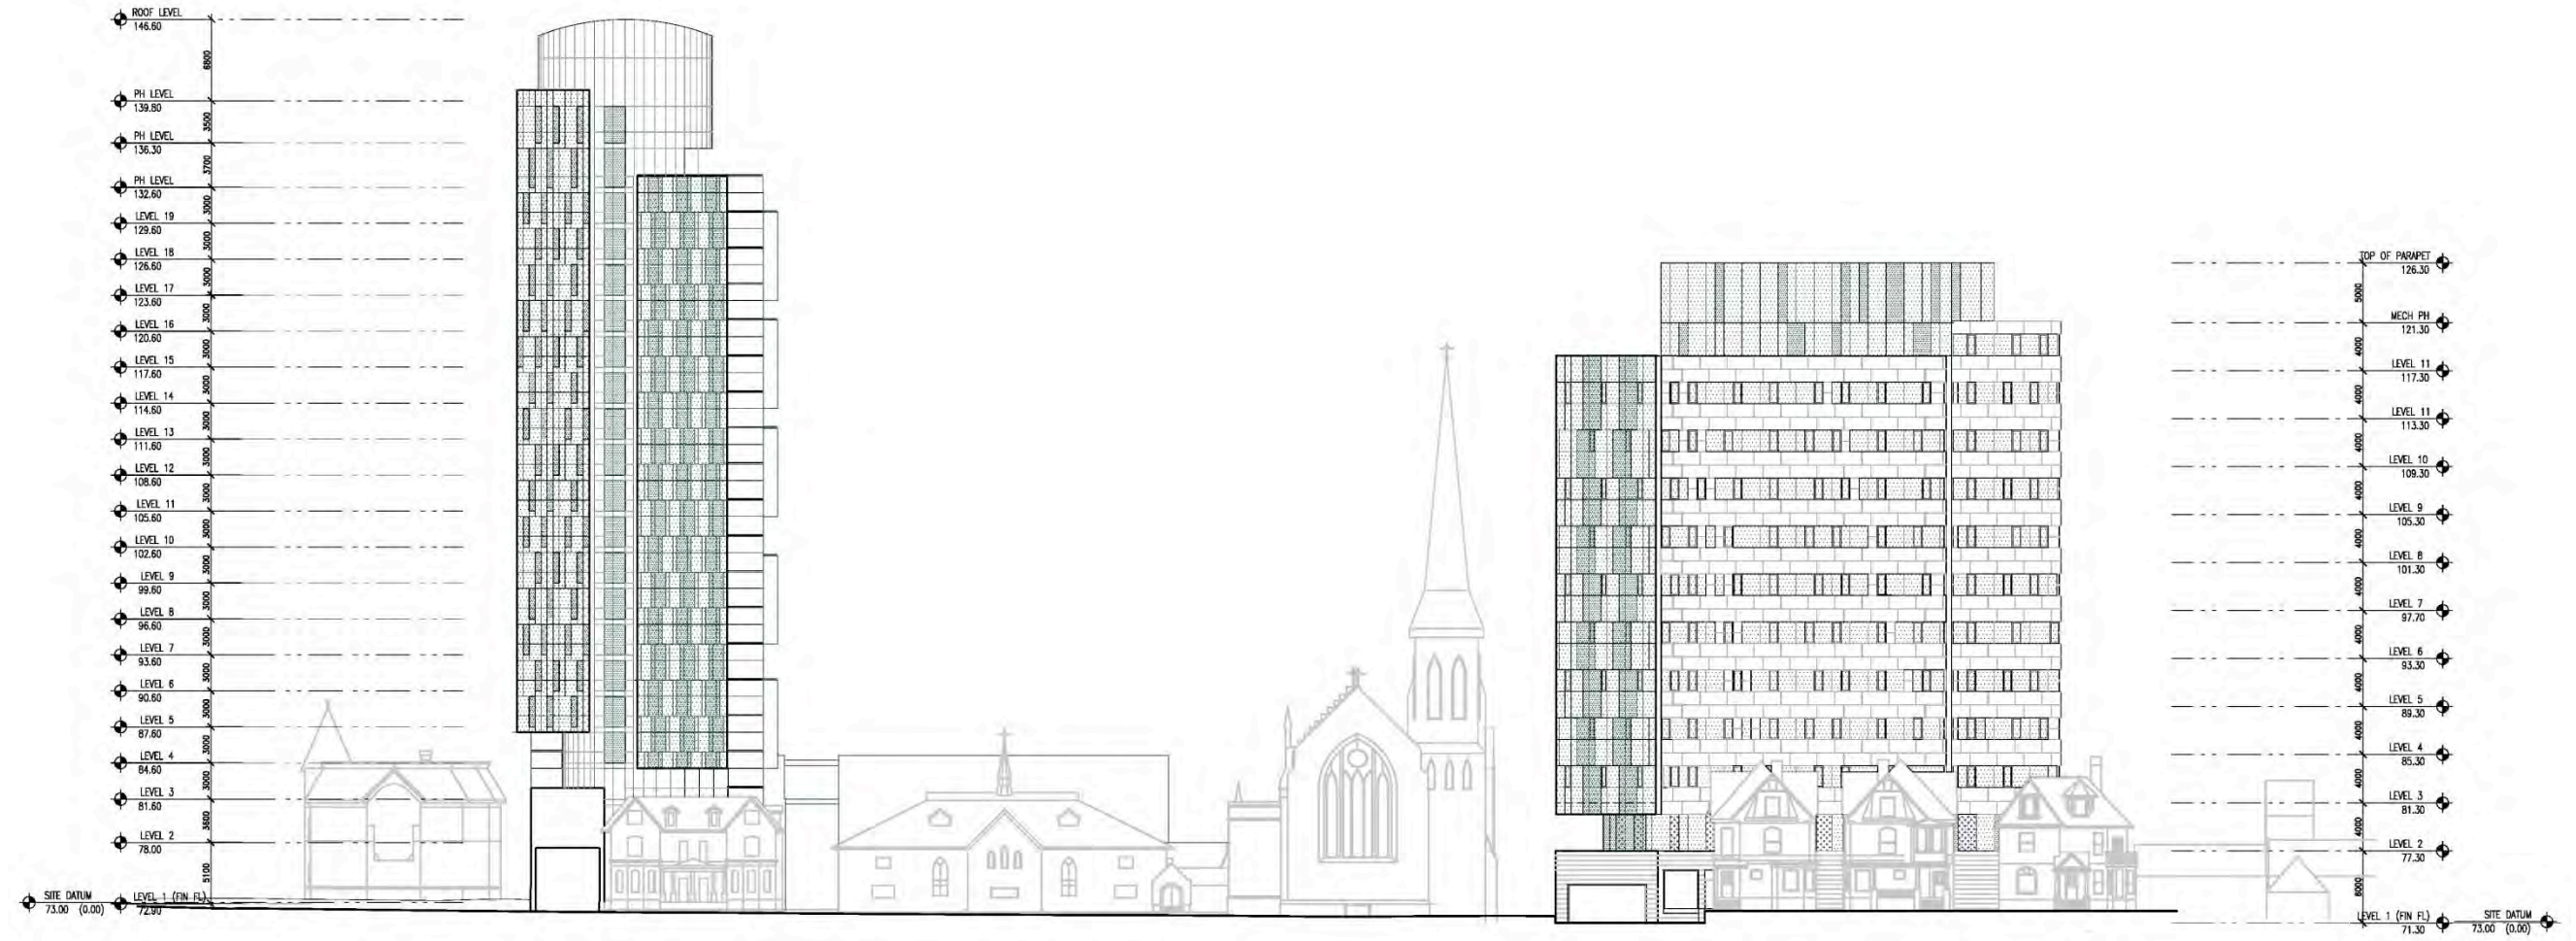 ROOF LEVEL
146.60
6800
PH LEVEL
139.80
3500
PH LEVEL
136.30
3700
PH LEVEL
132.60
3000
LEVEL 19
129.60
3000
LEVEL 18
126.60
3000
LEVEL 17
123.60
3000
LEVEL 16
120.60
3000
LEVEL 15
117.60
3000
LEVEL 14
114.60
3000
LEVEL 13
111.60
3000
LEVEL 12
108.60
3000
LEVEL 11
105.60
3000
LEVEL 10
102.60
3000
LEVEL 9
99.60
3000
LEVEL 8
96.60
3000
LEVEL 7
93.60
3000
LEVEL 6
90.60
3000
LEVEL 5
87.60
3000
LEVEL 4
84.60
3000
LEVEL 3
81.60
3600
LEVEL 2
78.00
5100
SITE DATUM
73.00 (0.00)
LEVEL 1 (FIN FL)
72.90
TOP OF PARAPET
126.30
5000
MECH PH
121.30
4000
LEVEL 11
117.30
4000
LEVEL 11
113.30
4000
LEVEL 10
109.30
4000
LEVEL 9
105.30
4000
LEVEL 8
101.30
4000
LEVEL 7
97.70
4000
LEVEL 6
93.30
4000
LEVEL 5
89.30
4000
LEVEL 4
85.30
4000
LEVEL 3
81.30
4000
LEVEL 2
77.30
6000
LEVEL 1 (FIN FL)
71.30
SITE DATUM
73.00 (0.00)